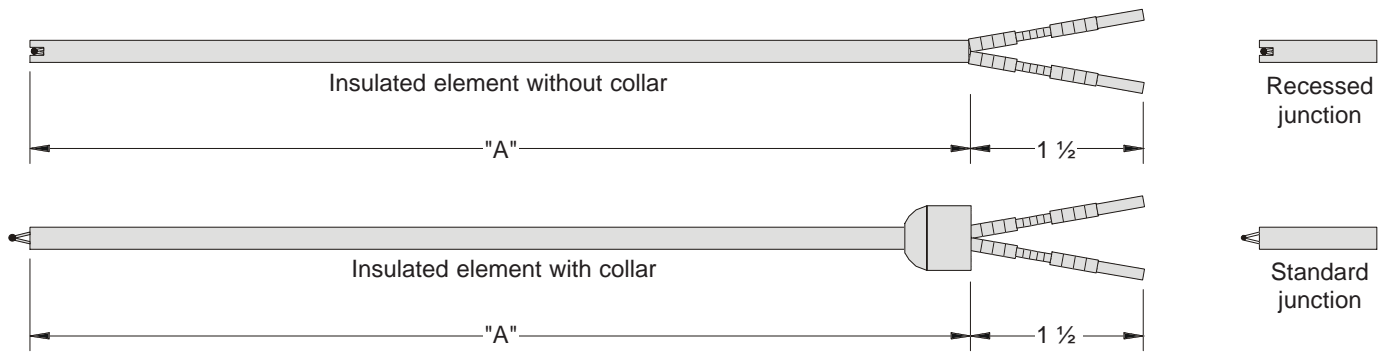 Insulated element without collar
"A"
1 ½
Recessed
junction
Insulated element with collar
"A"
1 ½
Standard
junction